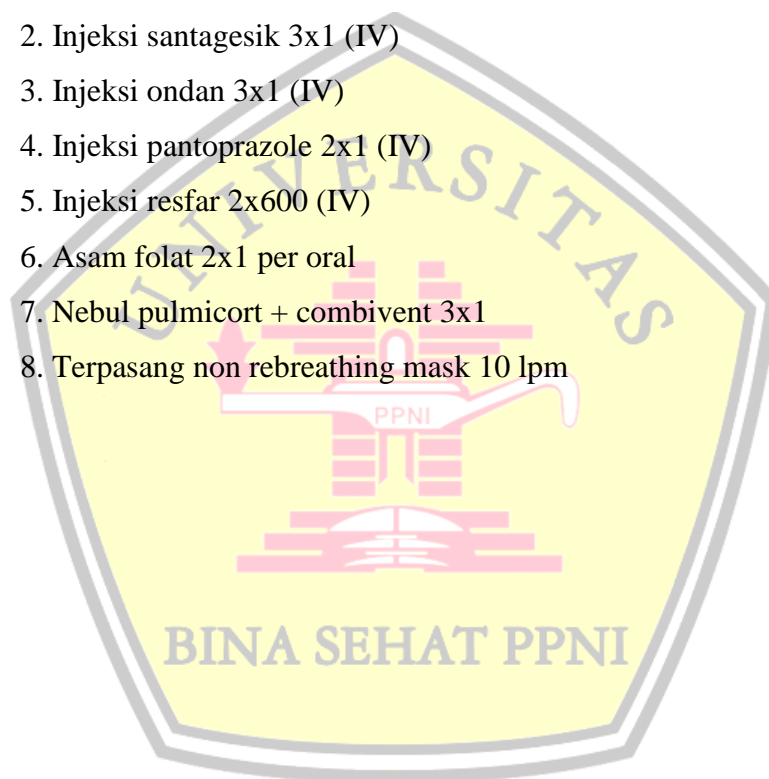 2. Injeksi santagesik 3x1 (IV)
3. Injeksi ondan 3x1 (IV)
4. Injeksi pantoprazole 2x1 (IV)
5. Injeksi resfar 2x600 (IV)
6. Asam folat 2x1 per oral
7. Nebul pulmicort + combivent 3x1
8. Terpasang non rebreathing mask 10 lpm
UNIVERSITAS
PPNI
BINA SEHAT PPNI